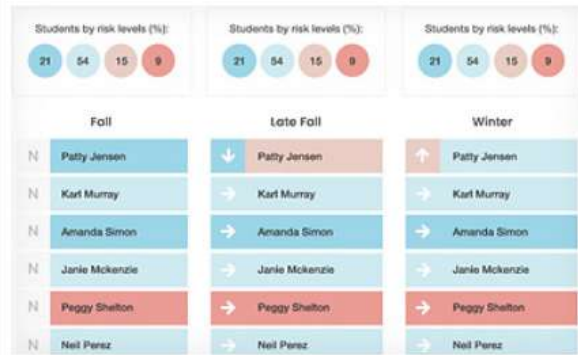 Students by risk levels (%): Students by risk levels (%): Students by risk levels (%):
21 54 15 9 21 54 15 9 21 54 15 9
Fall Late Fall Winter
N Patty Jensen Patty Jensen Patty Jensen
N Karl Murray Karl Murray Karl Murray
N Amanda Simon Amanda Simon Amanda Simon
N Janie Mckenzie Janie Mckenzie Janie Mckenzie
N Peggy Shelton Peggy Shelton Peggy Shelton
N Neil Perez Neil Perez Neil Perez